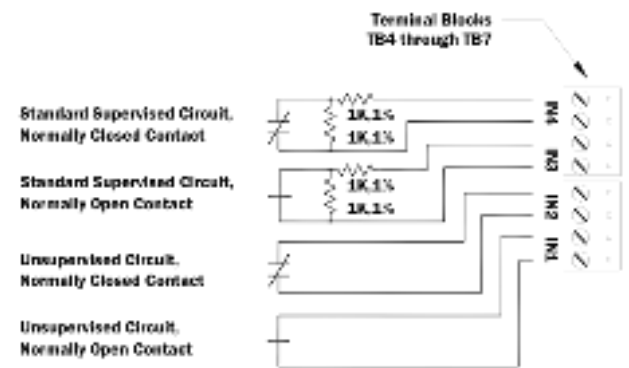 Terminal Blocks
TB4 through TB7
Standard Supervised Circuit,
Normally Closed Contact
1K,1%
1K,1%
IN4
Standard Supervised Circuit,
Normally Open Contact
1K,1%
1K,1%
IN3
IN2
Unsupervised Circuit,
Normally Closed Contact
IN1
Unsupervised Circuit,
Normally Open Contact